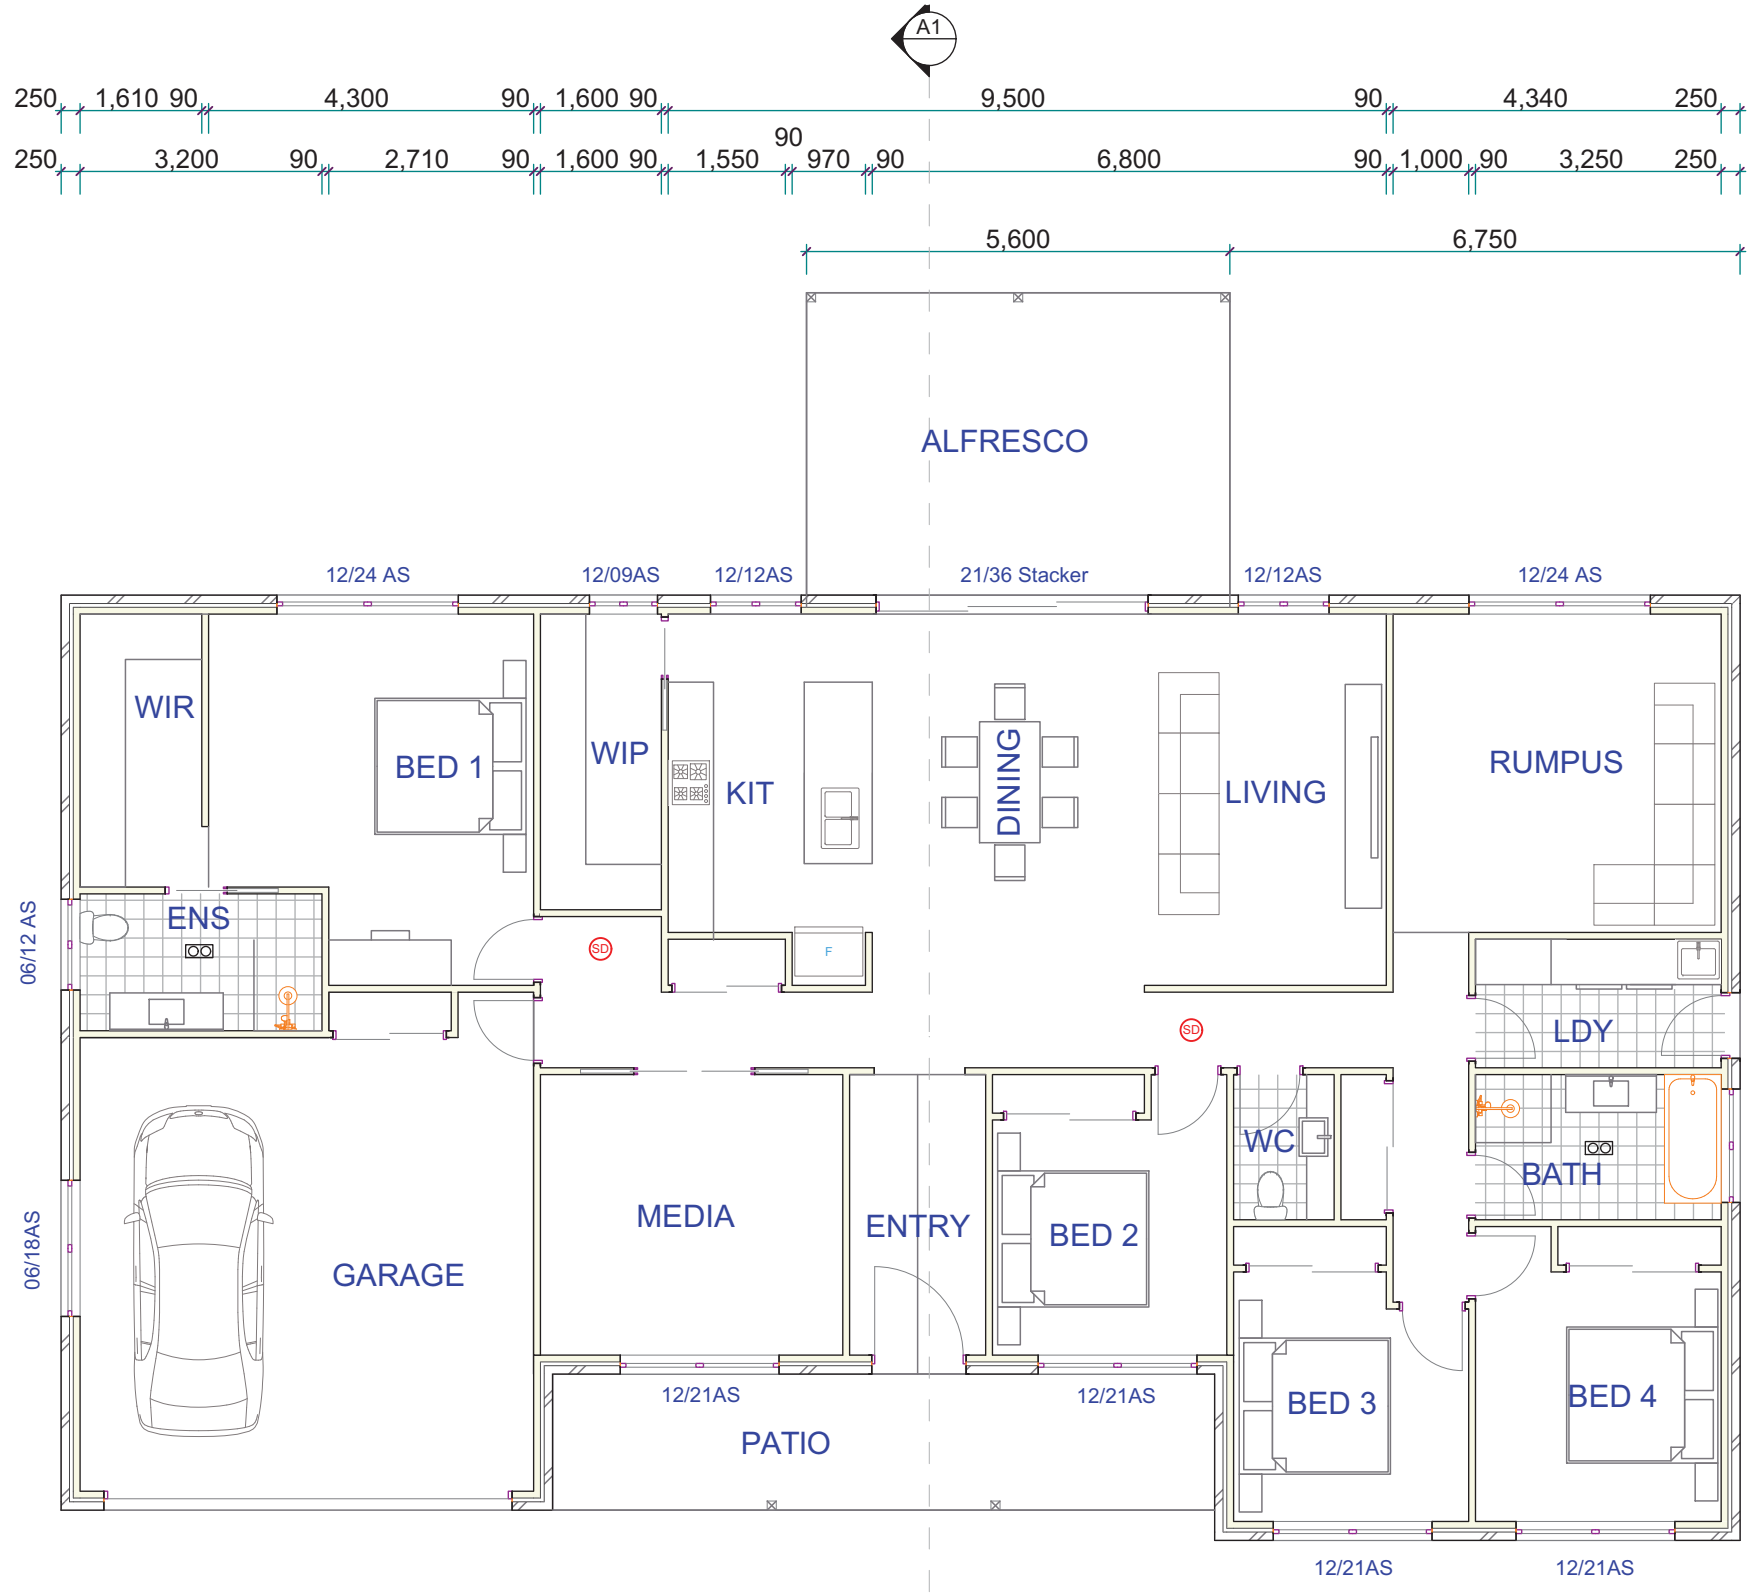 A1
250 1,610 90 4,300 90 1,600 90 9,500 90 4,340 250
90
250 3,200 90 2,710 90 1,600 90 1,550 970 90 6,800 90 1,000 90 3,250 250
5,600 6,750
ALFRESCO
12/24 AS 12/09AS 12/12AS 21/36 Stacker 12/12AS 12/24 AS
WIR
BED 1
WIP
KIT
DINING
LIVING
RUMPUS
06/12 AS
ENS
SD
F
SD
LDY
WC
BATH
06/18AS
GARAGE
MEDIA
ENTRY
BED 2
12/21AS 12/21AS
PATIO
BED 3
BED 4
12/21AS 12/21AS